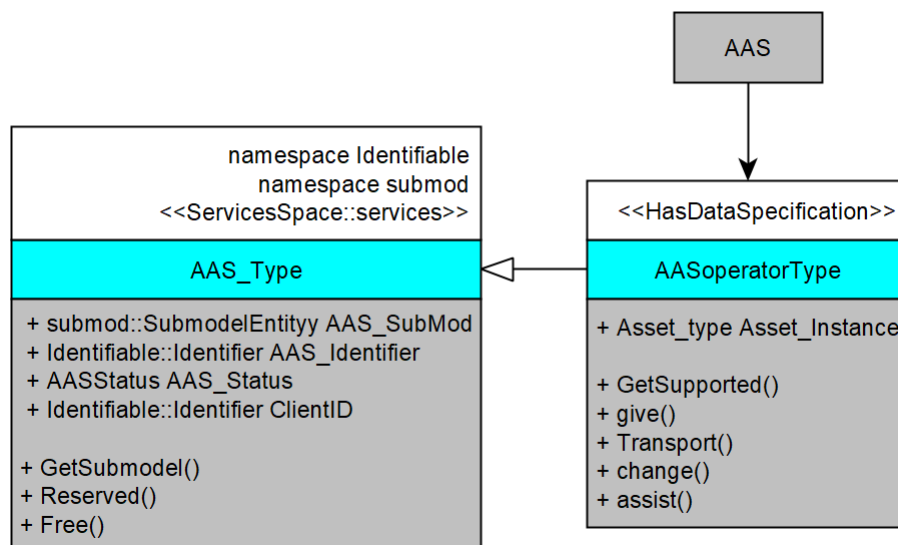 AAS
namespace Identifiable
namespace submod
<<ServicesSpace::services>>
AAS_Type
+ submod::SubmodelEntityy AAS_SubMod
+ Identifiable::Identifier AAS_Identifier
+ AASStatus AAS_Status
+ Identifiable::Identifier ClientID
+ GetSubmodel()
+ Reserved()
+ Free()
<<HasDataSpecification>>
AASoperatorType
+ Asset_type Asset_Instance
+ GetSupported()
+ give()
+ Transport()
+ change()
+ assist()